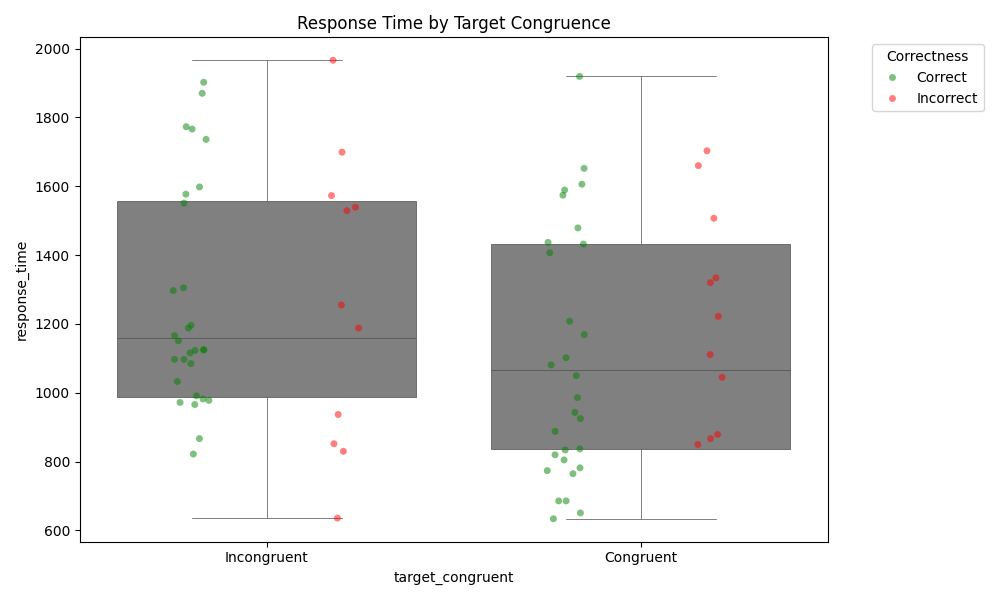 Response Time by Target Congruence
response_time
2000
1800
1600
1400
1200
1000
800
600
Incongruent
Congruent
target_congruent
Correctness
Correct
Incorrect